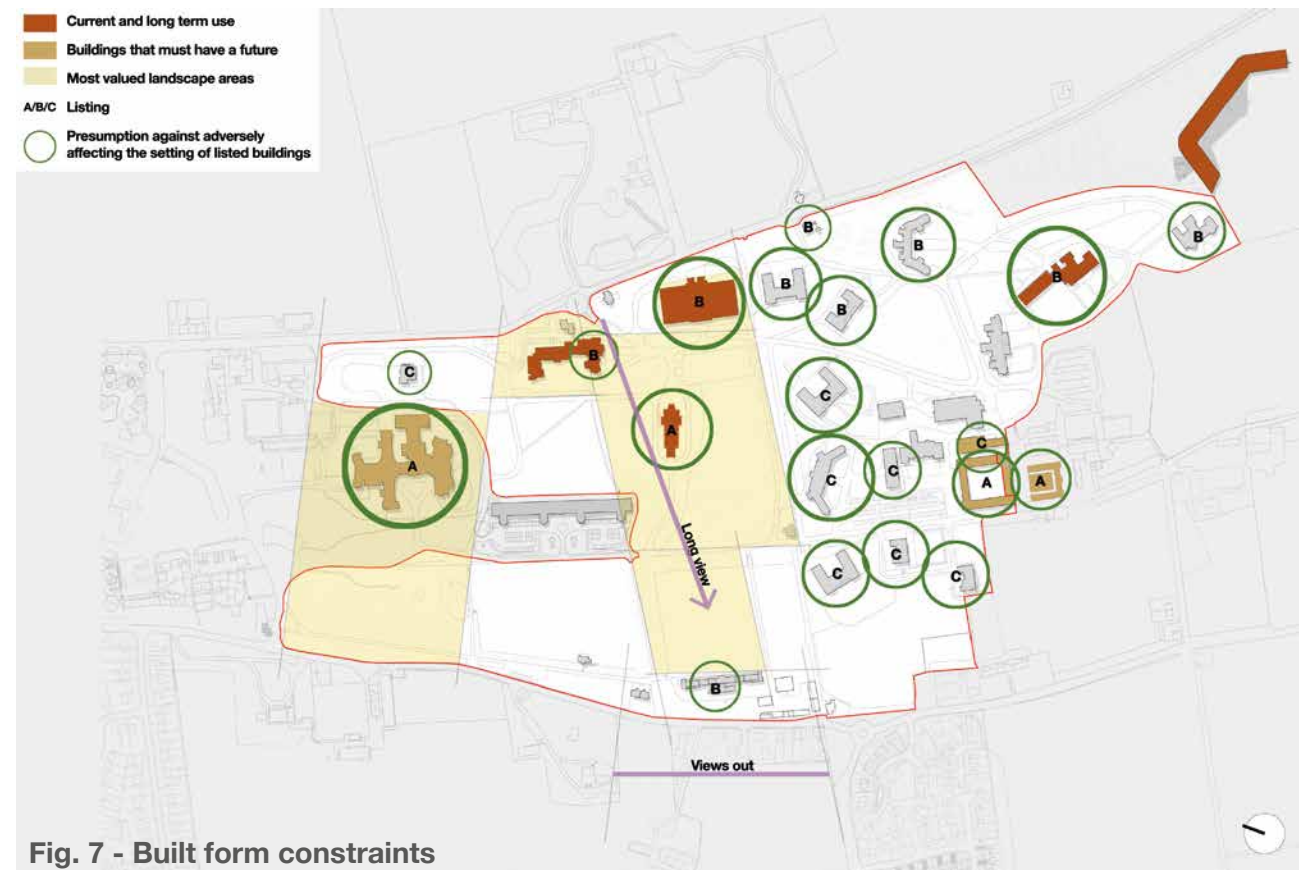 Current and long term use
Buildings that must have a future
Most valued landscape areas
A/B/C Listing
Presumption against adversely
affecting the setting of listed buildings
B
B
B
B
B
B
B
B
C
A
A
C
C
C
C
C
A
A
C
C
C
Long view
B
Views out
Fig. 7 - Built form constraints